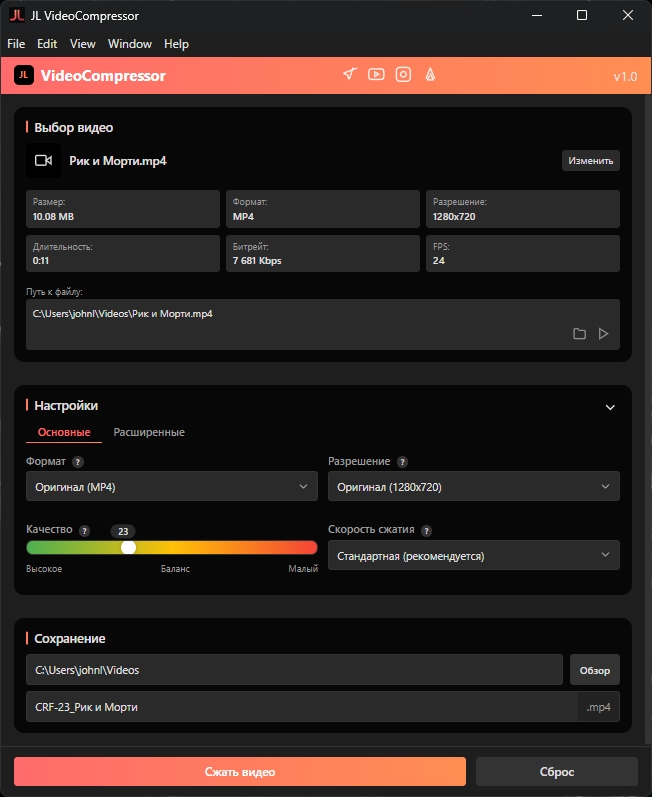 JL JL VideoCompressor
File Edit View Window Help
JL VideoCompressor v1.0
Выбор видео
Рик и Морти.mp4 Изменить
Размер: Формат: Разрешение:
10.08 MB MP4 1280x720
Длительность: Битрейт: FPS:
0:11 7 681 Kbps 24
Путь к файлу:
C:\Users\johnl\Videos\Рик и Морти.mp4
Настройки
Основные Расширенные
Формат ? Разрешение ?
Оригинал (MP4) Оригинал (1280x720)
Качество ? 23 Скорость сжатия ?
Стандартная (рекомендуется)
Высокое Баланс Малый
Сохранение
C:\Users\johnl\Videos Обзор
CRF-23_Рик и Морти .mp4
Сжать видео Сброс